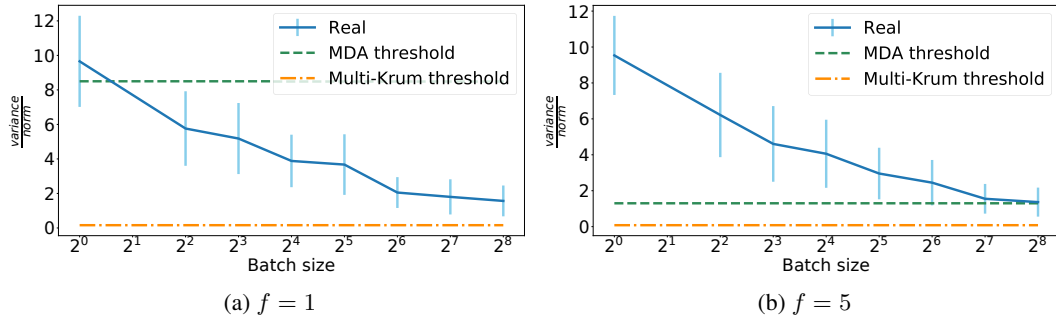 12
10
8
6
4
2
0
variance
norm
Real
MDA threshold
Multi-Krum threshold
2^0 2^1 2^2 2^3 2^4 2^5 2^6 2^7 2^8
Batch size
(a) f = 1
12
10
8
6
4
2
0
variance
norm
Real
MDA threshold
Multi-Krum threshold
2^0 2^1 2^2 2^3 2^4 2^5 2^6 2^7 2^8
Batch size
(b) f = 5